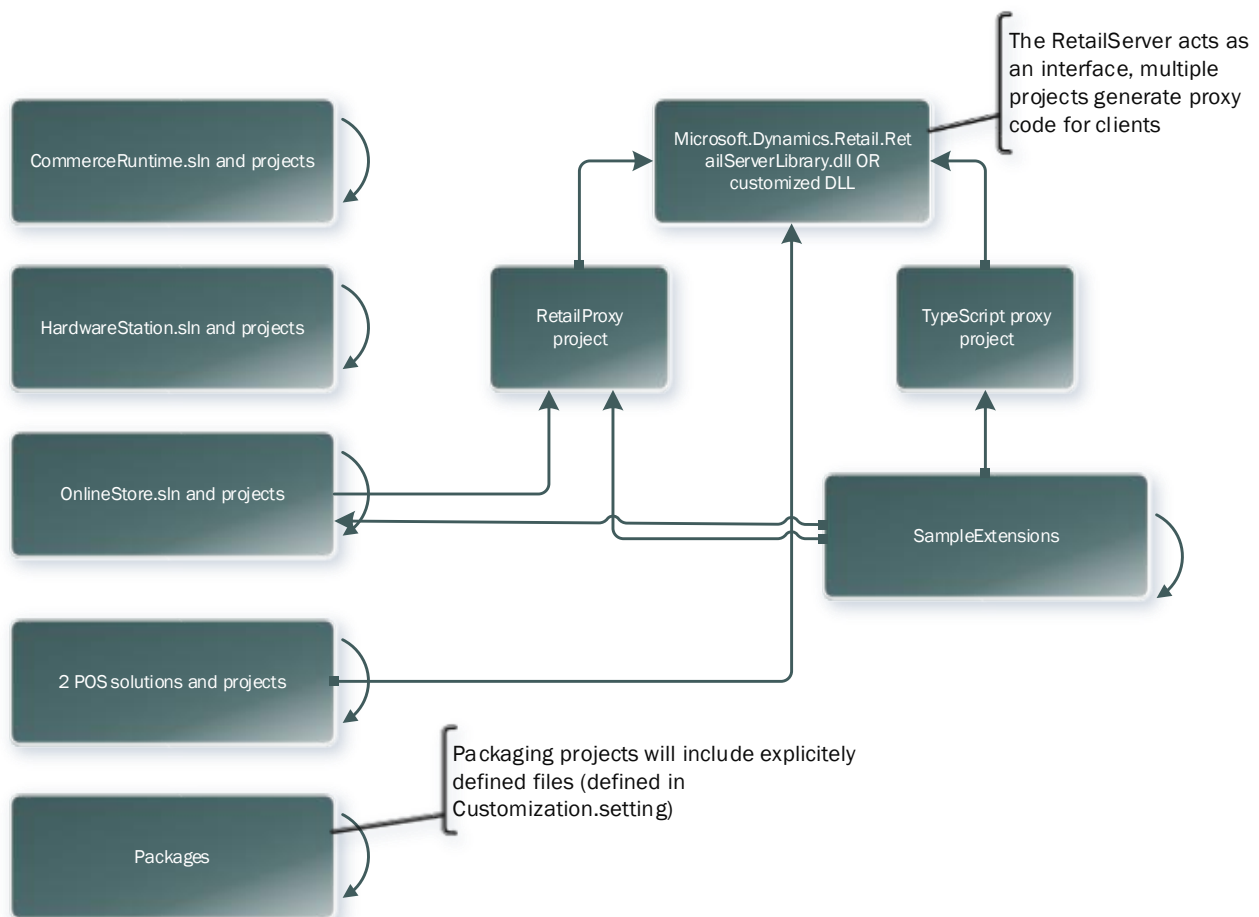 The RetailServer acts as
an interface, multiple
projects generate proxy
code for clients
CommerceRuntime.sln and projects
Microsoft.Dynamics.Retail.Ret
ailServerLibrary.dll OR
customized DLL
HardwareStation.sln and projects
RetailProxy
project
TypeScript proxy
project
OnlineStore.sln and projects
SampleExtensions
2 POS solutions and projects
Packaging projects will include explicitely
defined files (defined in
Customization.setting)
Packages